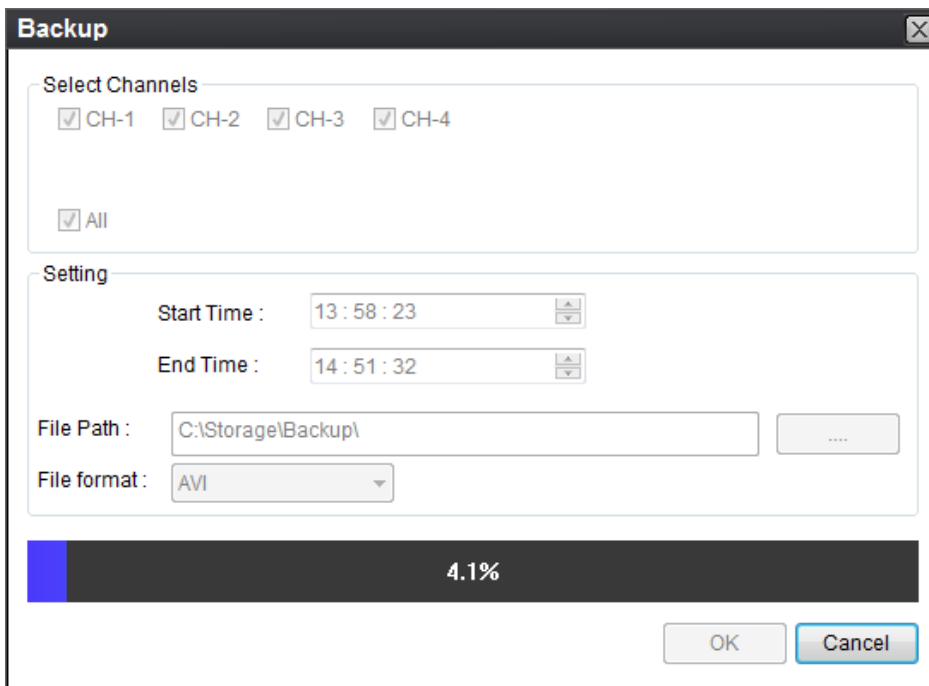 Backup
Select Channels
CH-1 CH-2 CH-3 CH-4
All
Setting
Start Time : 13 : 58 : 23
End Time : 14 : 51 : 32
File Path : C:\Storage\Backup\ ....
File format : AVI
4.1%
OK Cancel